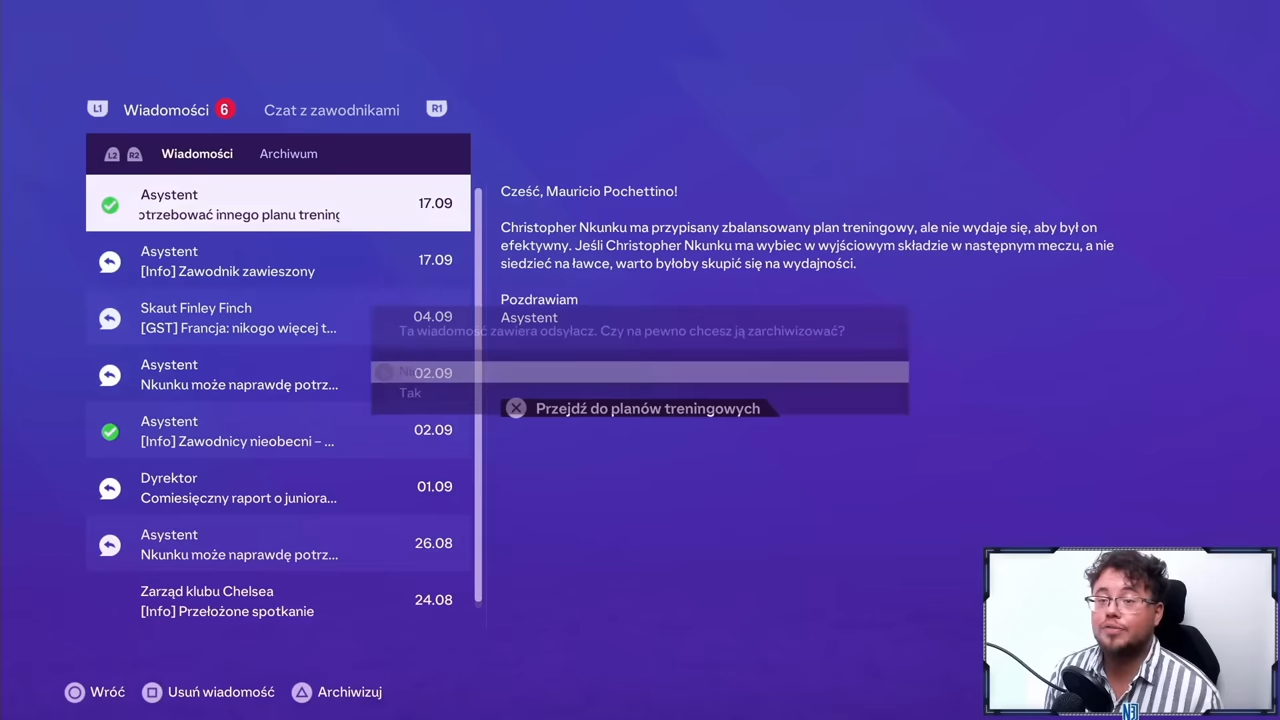 L1 Wiadomości 6 Czat z zawodnikami R1
L2 R2 Wiadomości Archiwum
Asystent
otrzebować innego planu trening
17.09
Asystent
[Info] Zawodnik zawieszony
17.09
Skaut Finley Finch
[GST] Francja: nikogo więcej t...
04.09
Asystent
Nkunku może naprawdę potrz...
02.09
Asystent
[Info] Zawodnicy nieobecni – ...
02.09
Dyrektor
Comiesięczny raport o juniora...
01.09
Asystent
Nkunku może naprawdę potrz...
26.08
Zarząd klubu Chelsea
[Info] Przełożone spotkanie
24.08
Cześć, Mauricio Pochettino!
Christopher Nkunku ma przypisany zbalansowany plan treningowy, ale nie wydaje się, aby był on
efektywny. Jeśli Christopher Nkunku ma wybiec w wyjściowym składzie w następnym meczu, a nie
siedzieć na ławce, warto byłoby skupić się na wydajności.
Pozdrawiam
Asystent
Ta wiadomość zawiera odsyłacz. Czy na pewno chcesz ją zarchiwizować?
Tak
Przejdź do planów treningowych
Wróć Usuń wiadomość Archiwizuj